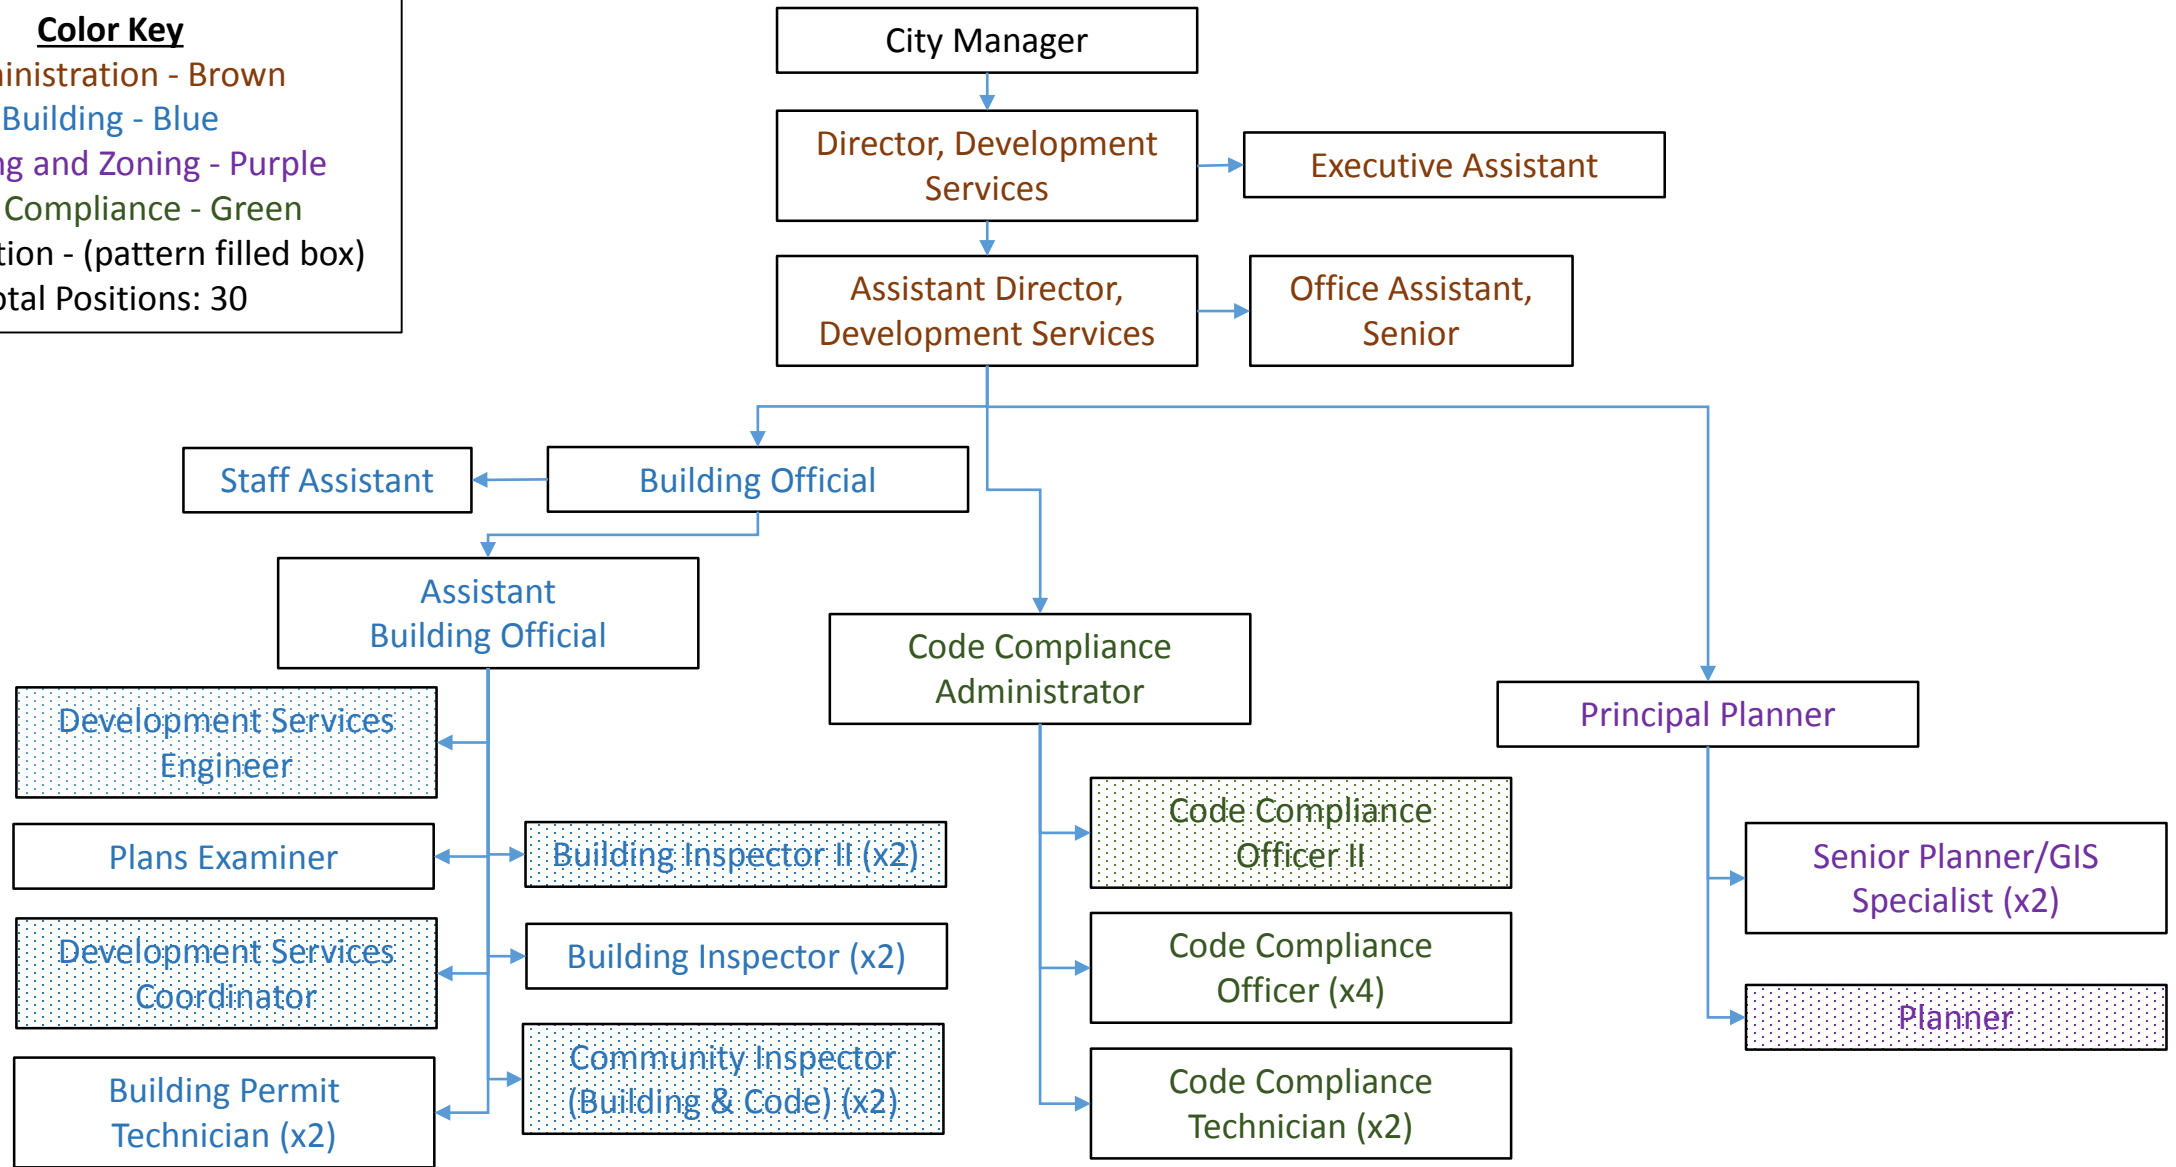 Color Key
inistration - Brown
Building - Blue
ng and Zoning - Purple
Compliance - Green
tion - (pattern filled box)
otal Positions: 30
City Manager
Director, Development
Services
Executive Assistant
Assistant Director,
Development Services
Office Assistant,
Senior
Staff Assistant
Building Official
Assistant
Building Official
Code Compliance
Administrator
Principal Planner
Development Services
Engineer
Plans Examiner
Development Services
Coordinator
Building Permit
Technician (x2)
Building Inspector II (x2)
Building Inspector (x2)
Community Inspector
(Building & Code) (x2)
Code Compliance
Officer II
Code Compliance
Officer (x4)
Code Compliance
Technician (x2)
Senior Planner/GIS
Specialist (x2)
Planner